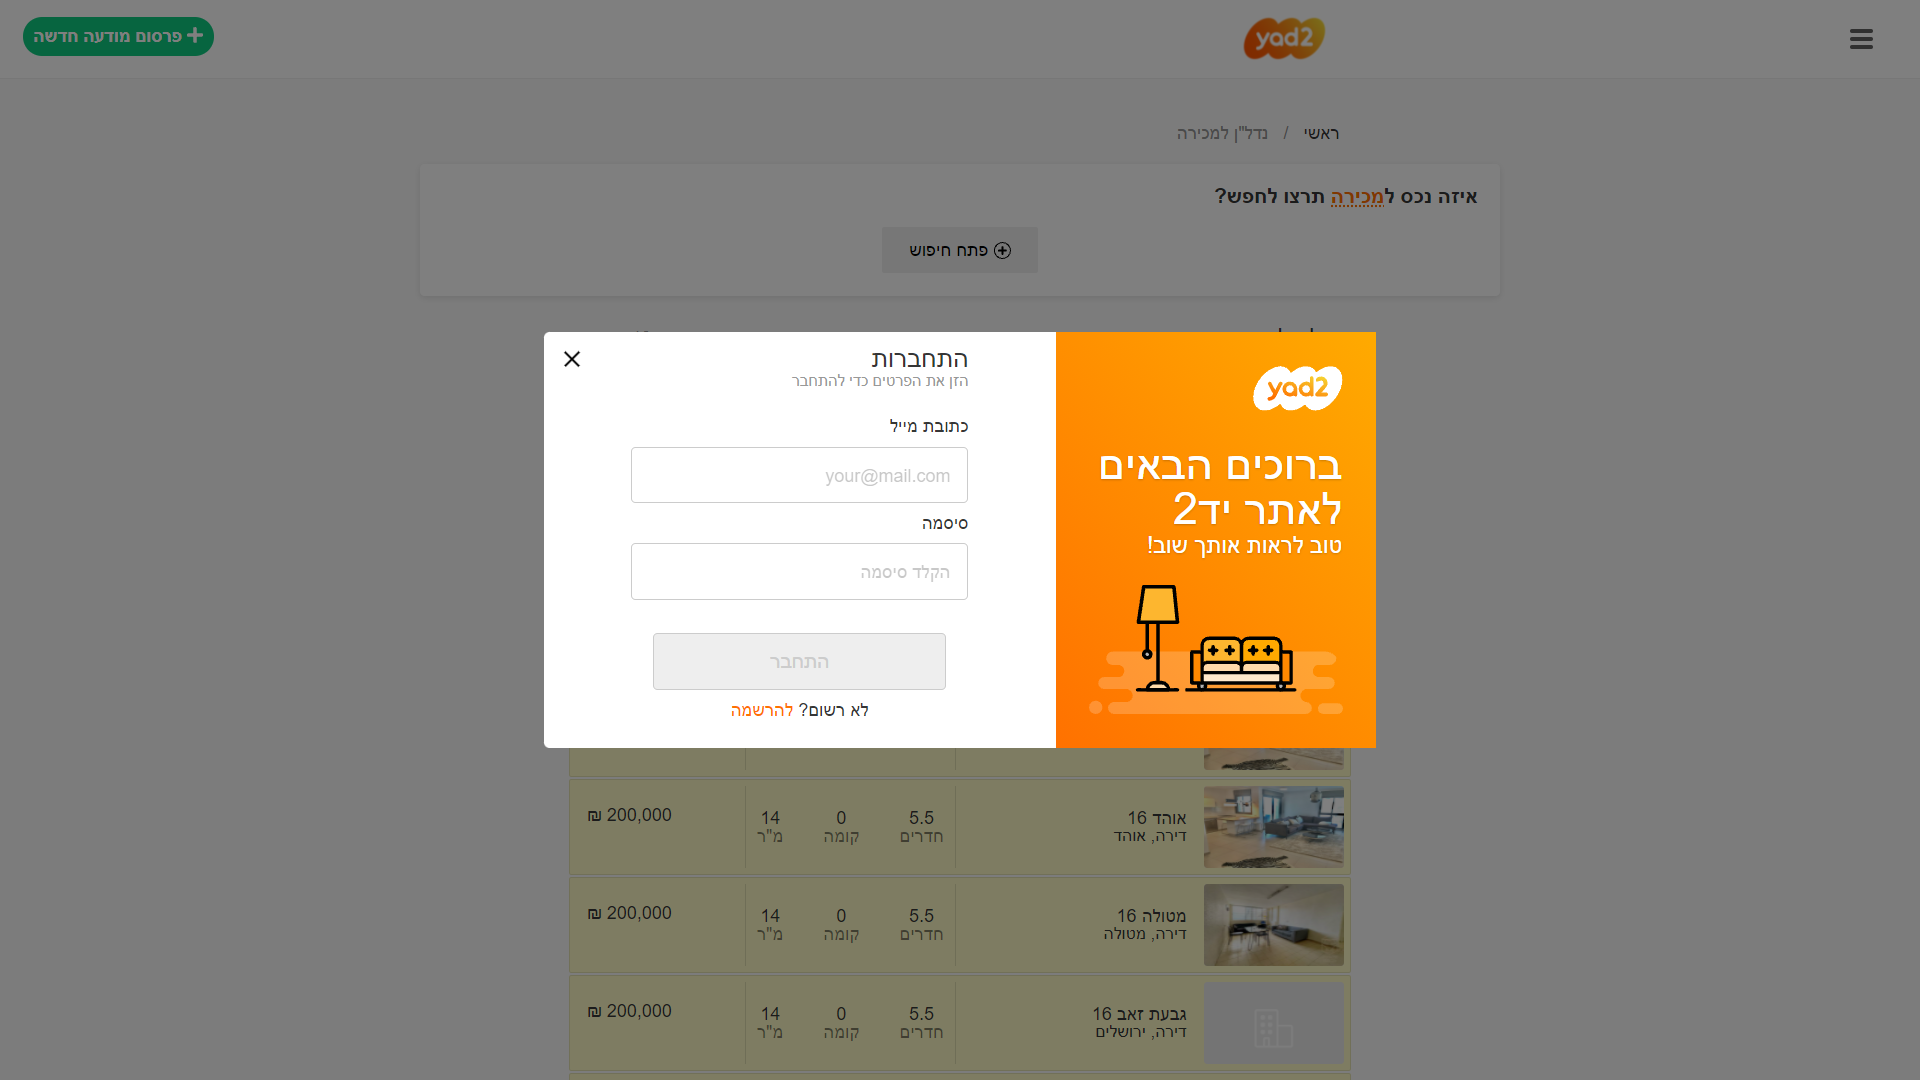 yad2
פרסום מודעה חדשה
ראשי / נדל"ן למכירה
איזה נכס למכירה תרצו לחפש?
פתח חיפוש
yad2
ברוכים הבאים
לאתר יד2
טוב לראות אותך שוב!
התחברות
הזן את הפרטים כדי להתחבר
כתובת מייל
your@mail.com
סיסמה
הקלד סיסמה
התחבר
לא רשום? להרשמה
אוהד 16
דירה, אוהד
5.5
חדרים
0
קומה
14
מ"ר
200,000 ₪
מטולה 16
דירה, מטולה
5.5
חדרים
0
קומה
14
מ"ר
200,000 ₪
גבעת זאב 16
דירה, ירושלים
5.5
חדרים
0
קומה
14
מ"ר
200,000 ₪